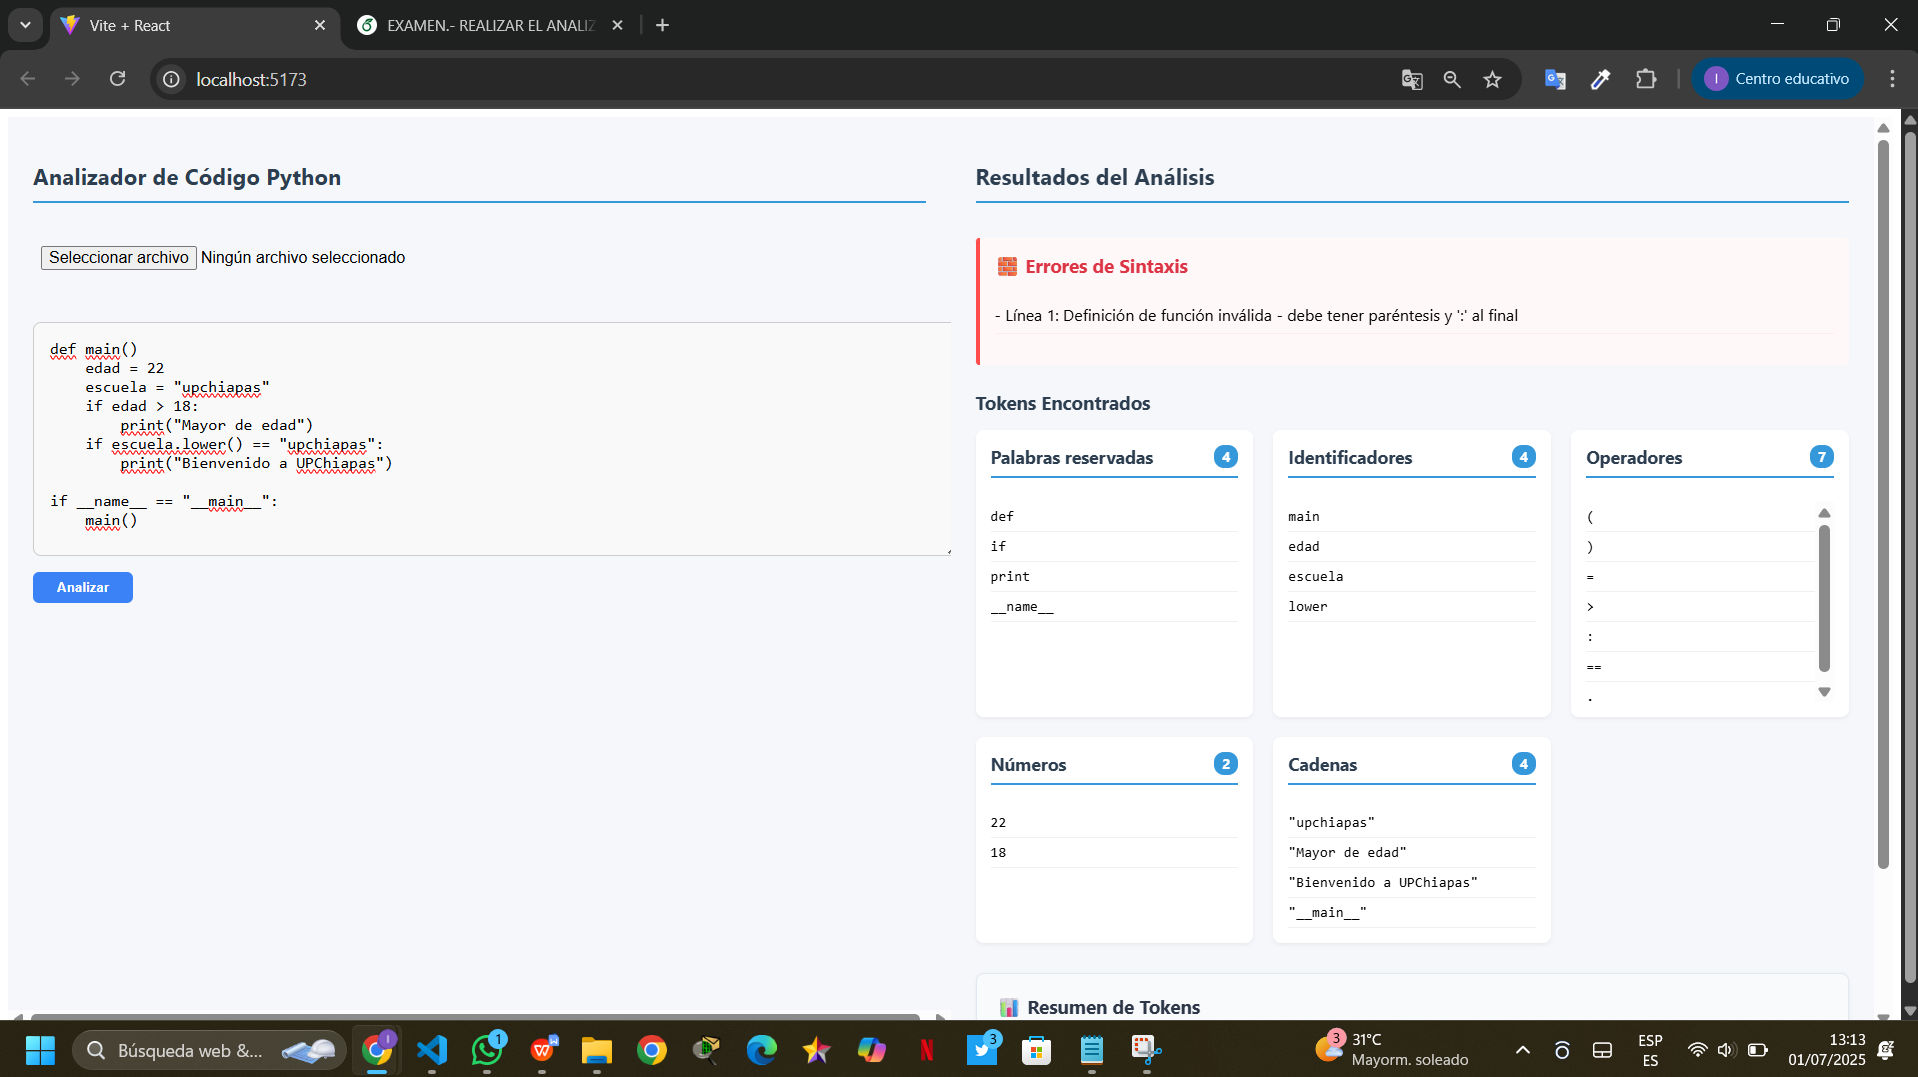 Vite + React
EXAMEN.- REALIZAR EL ANALIZ
localhost:5173
I
Centro educativo
Analizador de Código Python
Seleccionar archivo Ningún archivo seleccionado
def main()
    edad = 22
    escuela = "upchiapas"
    if edad > 18:
        print("Mayor de edad")
    if escuela.lower() == "upchiapas":
        print("Bienvenido a UPChiapas")
if __name__ == "__main__":
    main()
Analizar
Resultados del Análisis
Errores de Sintaxis
- Línea 1: Definición de función inválida - debe tener paréntesis y ':' al final
Tokens Encontrados
Palabras reservadas 4
def
if
print
__name__
Identificadores 4
main
edad
escuela
lower
Operadores 7
(
)
=
>
:
==
.
Números 2
22
18
Cadenas 4
"upchiapas"
"Mayor de edad"
"Bienvenido a UPChiapas"
"__main__"
Resumen de Tokens
Búsqueda web &...
I
1
W
N
3
3
31°C
Mayorm. soleado
ESP
ES
13:13
01/07/2025